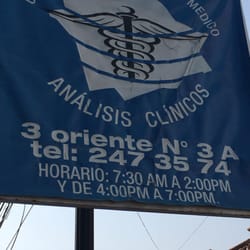 MEDICO
ANÁLISIS CLÍNICOS
3 oriente N° 3 A
tel: 247 35 74
HORARIO: 7:30 AM A 2:00PM
Y DE 4:00PM A 7:00PM.